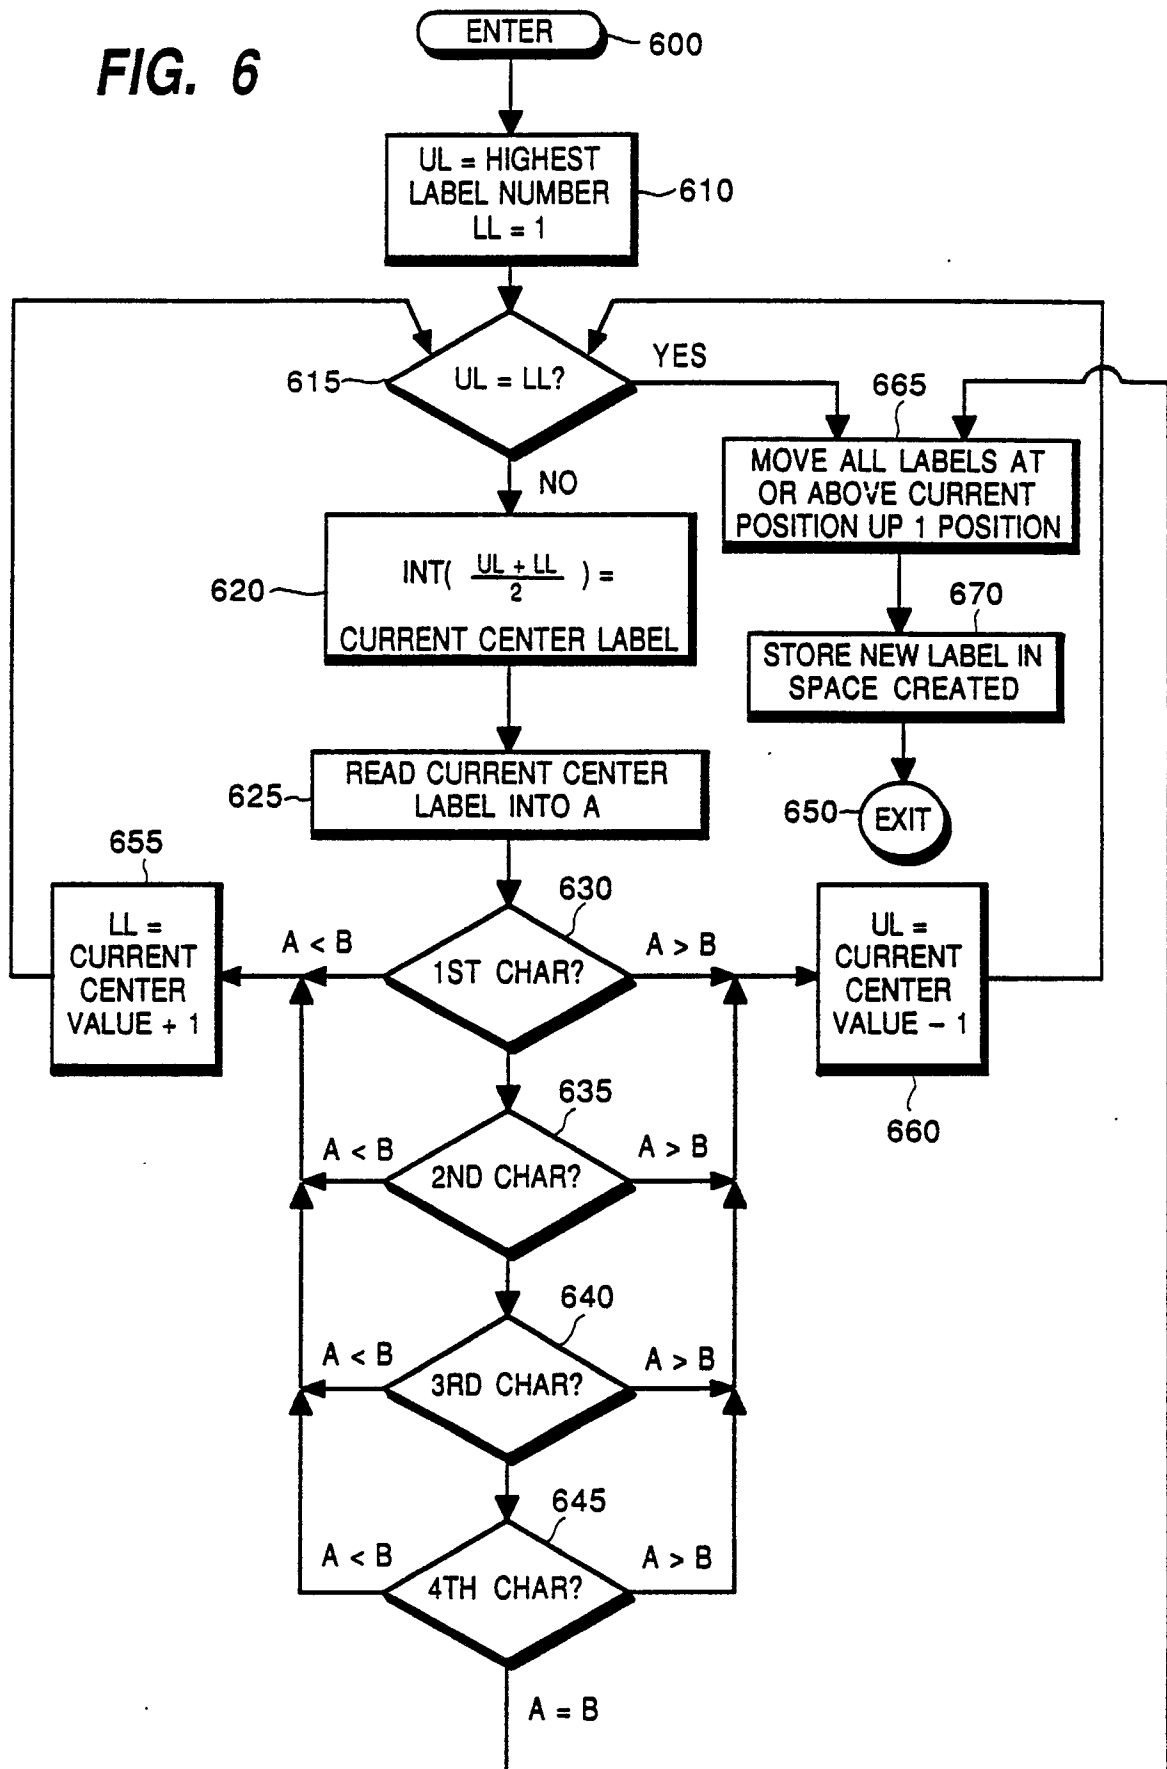 FIG. 6
ENTER
600
UL = HIGHEST
LABEL NUMBER
LL = 1
610
615
UL = LL?
YES
NO
665
MOVE ALL LABELS AT
OR ABOVE CURRENT
POSITION UP 1 POSITION
620
INT( UL + LL / 2 ) =
CURRENT CENTER LABEL
670
STORE NEW LABEL IN
SPACE CREATED
625
READ CURRENT CENTER
LABEL INTO A
650
EXIT
655
LL =
CURRENT
CENTER
VALUE + 1
A < B
630
1ST CHAR?
A > B
UL =
CURRENT
CENTER
VALUE – 1
660
635
A < B
2ND CHAR?
A > B
640
A < B
3RD CHAR?
A > B
645
A < B
4TH CHAR?
A > B
A = B